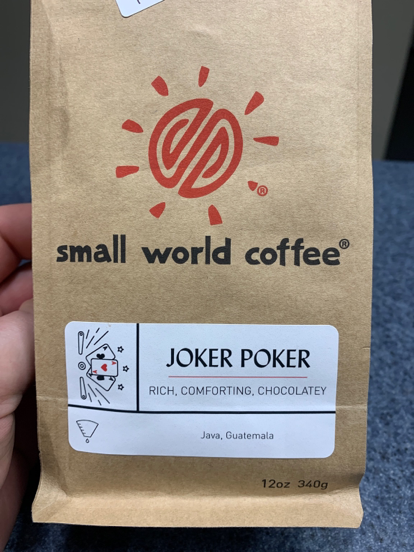 small world coffee®
JOKER POKER
RICH, COMFORTING, CHOCOLATEY
Java, Guatemala
12oz 340g